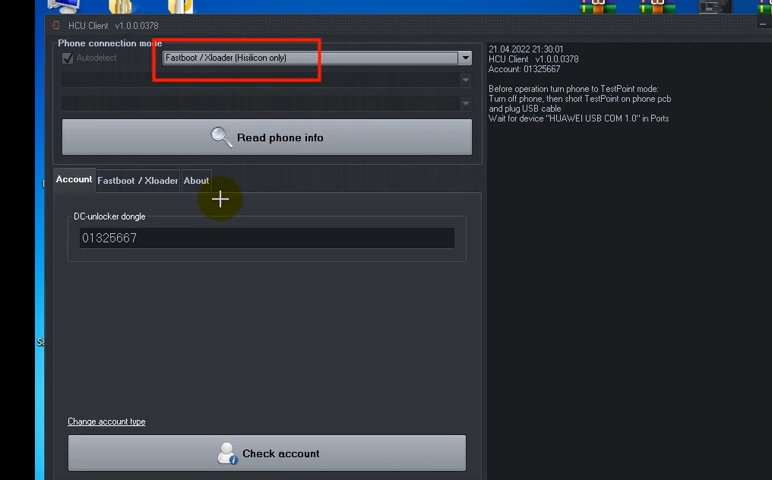 HCU Client v1.0.0.0378
Phone connection mode
Autodetect
Fastboot / Xloader (Hisilicon only)
Read phone info
Account
Fastboot / Xloader
About
DC-unlocker dongle
01325667
Change account type
Check account
21.04.2022 21:30:01
HCU Client v1.0.0.0378
Account: 01325667
Before operation turn phone to TestPoint mode:
Turn off phone, then short TestPoint on phone pcb
and plug USB cable
Wait for device "HUAWEI USB COM 1.0" in Ports